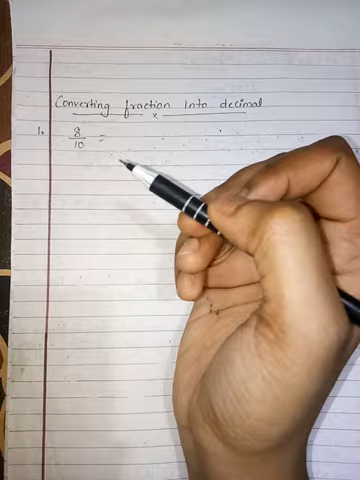 Converting fraction into decimal
x
1. 8/10 =